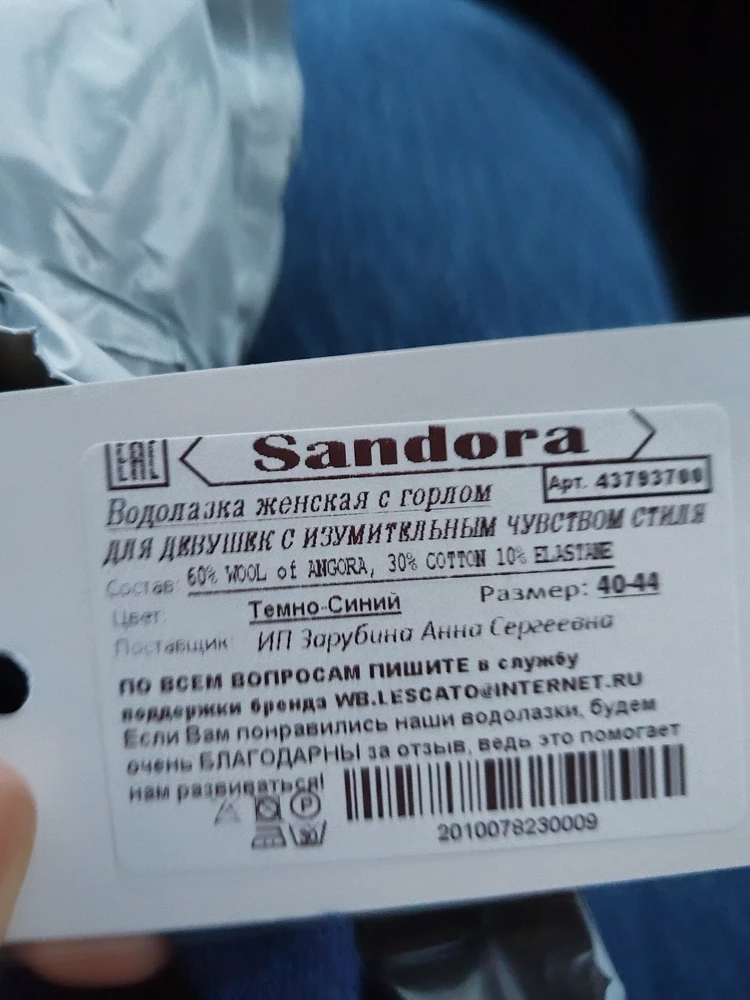 EAC
Sandora
Арт. 43793700
Водолазка женская с горлом
ДЛЯ ДЕВУШЕК С ИЗУМИТЕЛЬНЫМ ЧУВСТВОМ СТИЛЯ
Состав: 60% WOOL of ANGORA, 30% COTTON 10% ELASTANE
Цвет: Темно-Синий Размер: 40-44
Поставщик: ИП Зарубина Анна Сергеевна
ПО ВСЕМ ВОПРОСАМ ПИШИТЕ в службу
поддержки бренда WB.LESCATO@INTERNET.RU
Если Вам понравились наши водолазки, будем
очень БЛАГОДАРНЫ за отзыв, ведь это помогает
нам развиваться!
P
30
2010078230009